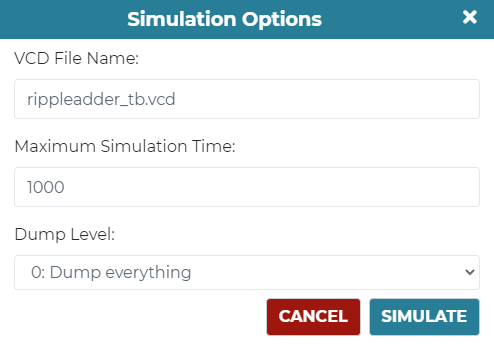 Simulation Options ×
VCD File Name:
rippleadder_tb.vcd
Maximum Simulation Time:
1000
Dump Level:
0: Dump everything
CANCEL SIMULATE